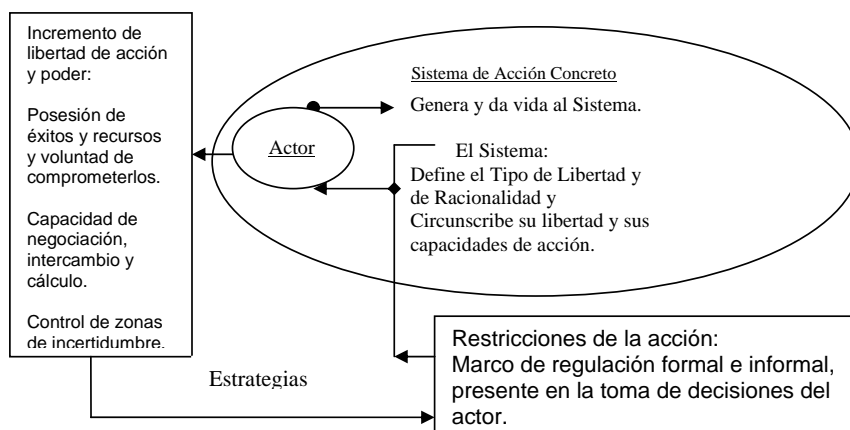 Incremento de
libertad de acción
y poder:
Posesión de
éxitos y recursos
y voluntad de
comprometerlos.
Capacidad de
negociación,
intercambio y
cálculo.
Control de zonas
de incertidumbre.
Sistema de Acción Concreto
Genera y da vida al Sistema.
Actor
El Sistema:
Define el Tipo de Libertad y
de Racionalidad y
Circunscribe su libertad y sus
capacidades de acción.
Estrategias
Restricciones de la acción:
Marco de regulación formal e informal,
presente en la toma de decisiones del
actor.